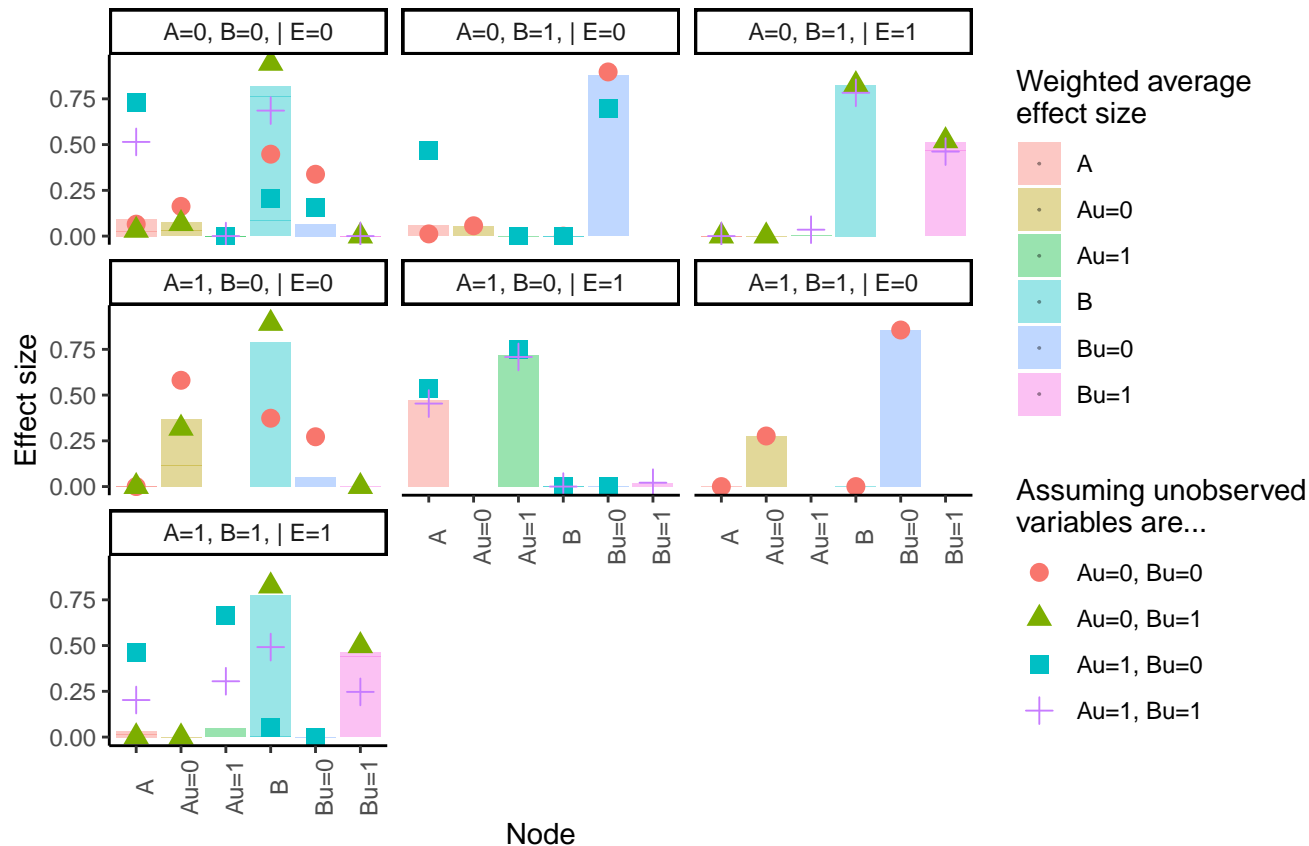 A=0, B=0, | E=0
A=0, B=1, | E=0
A=0, B=1, | E=1
0.75
0.50
0.25
0.00
A=1, B=0, | E=0
A=1, B=0, | E=1
A=1, B=1, | E=0
0.75
0.50
0.25
0.00
A
Au=0
Au=1
B
Bu=0
Bu=1
A
Au=0
Au=1
B
Bu=0
Bu=1
A=1, B=1, | E=1
0.75
0.50
0.25
0.00
A
Au=0
Au=1
B
Bu=0
Bu=1
Effect size
Node
Weighted average
effect size
A
Au=0
Au=1
B
Bu=0
Bu=1
Assuming unobserved
variables are...
Au=0, Bu=0
Au=0, Bu=1
Au=1, Bu=0
Au=1, Bu=1